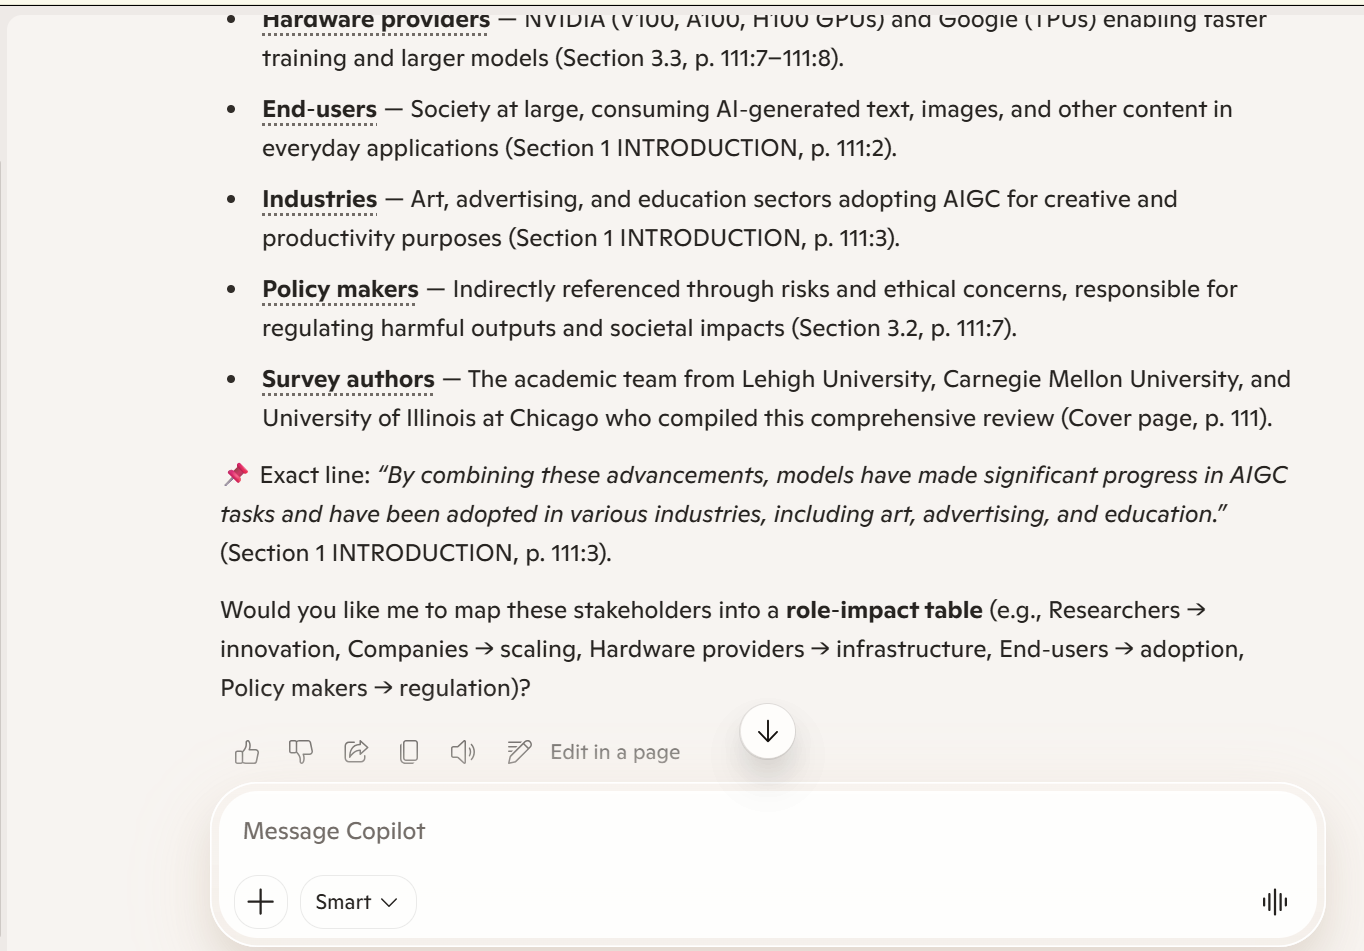 Hardware providers — NVIDIA (V100, A100, H100 GPUs) and Google (TPUs) enabling faster
training and larger models (Section 3.3, p. 111:7–111:8).
• End-users — Society at large, consuming AI-generated text, images, and other content in
everyday applications (Section 1 INTRODUCTION, p. 111:2).
• Industries — Art, advertising, and education sectors adopting AIGC for creative and
productivity purposes (Section 1 INTRODUCTION, p. 111:3).
• Policy makers — Indirectly referenced through risks and ethical concerns, responsible for
regulating harmful outputs and societal impacts (Section 3.2, p. 111:7).
• Survey authors — The academic team from Lehigh University, Carnegie Mellon University, and
University of Illinois at Chicago who compiled this comprehensive review (Cover page, p. 111).
📌 Exact line: “By combining these advancements, models have made significant progress in AIGC
tasks and have been adopted in various industries, including art, advertising, and education.”
(Section 1 INTRODUCTION, p. 111:3).
Would you like me to map these stakeholders into a role-impact table (e.g., Researchers →
innovation, Companies → scaling, Hardware providers → infrastructure, End-users → adoption,
Policy makers → regulation)?
Edit in a page
Message Copilot
Smart